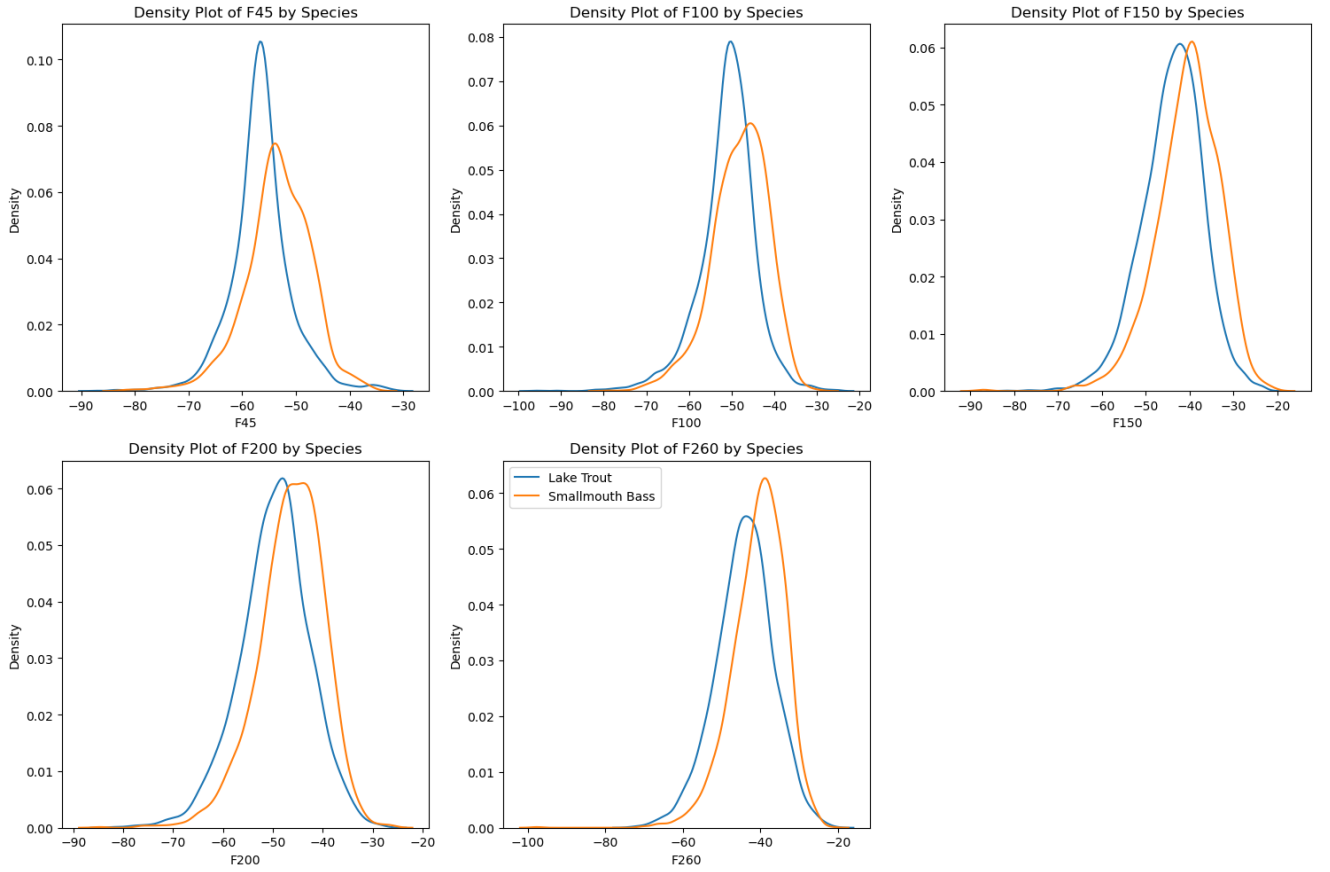 Density Plot of F45 by Species
Density
0.10
0.08
0.06
0.04
0.02
0.00
−90 −80 −70 −60 −50 −40 −30
F45
Density Plot of F100 by Species
Density
0.08
0.07
0.06
0.05
0.04
0.03
0.02
0.01
0.00
−100 −90 −80 −70 −60 −50 −40 −30 −20
F100
Density Plot of F150 by Species
Density
0.06
0.05
0.04
0.03
0.02
0.01
0.00
−90 −80 −70 −60 −50 −40 −30 −20
F150
Density Plot of F200 by Species
Density
0.06
0.05
0.04
0.03
0.02
0.01
0.00
−90 −80 −70 −60 −50 −40 −30 −20
F200
Density Plot of F260 by Species
Lake Trout
Smallmouth Bass
Density
0.06
0.05
0.04
0.03
0.02
0.01
0.00
−100 −80 −60 −40 −20
F260